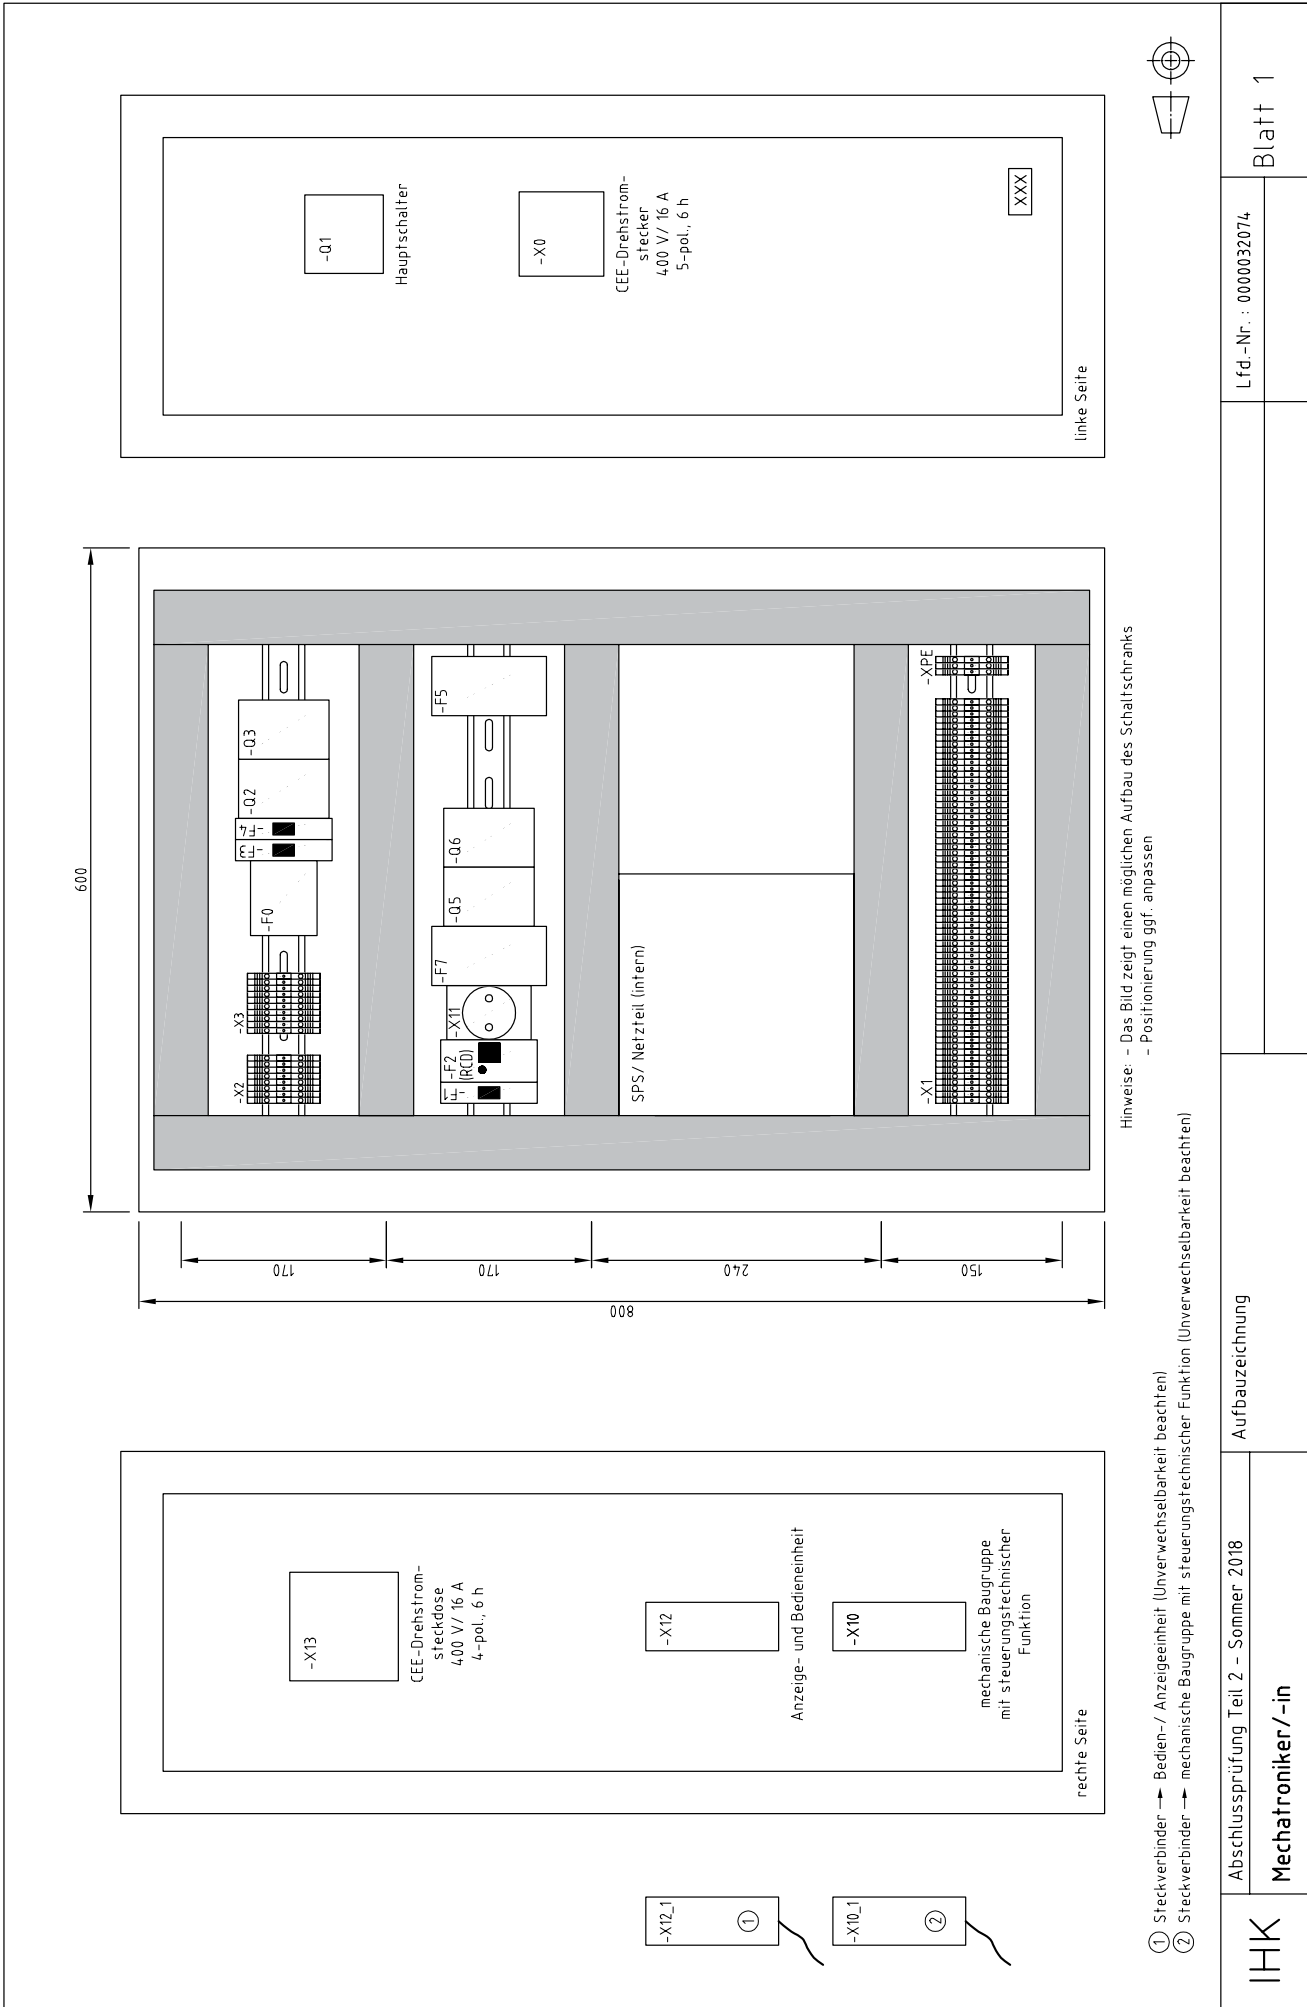 -X12_1
①
-X10_1
②
-X13
CEE-Drehstrom-
steckdose
400 V/ 16 A
4-pol., 6 h
-X12
Anzeige- und Bedieneinheit
-X10
mechanische Baugruppe
mit steuerungstechnischer
Funktion
rechte Seite
600
800
170
170
240
150
-X2
-X3
-F0
-F3
-F4
-Q2
-Q3
-F1
-F2
(RCD)
-X11
-F7
-Q5
-Q6
-F5
SPS/ Netzteil (intern)
-X1
-XPE
Hinweise: - Das Bild zeigt einen möglichen Aufbau des Schaltschranks
- Positionierung ggf. anpassen
-Q1
Hauptschalter
-X0
CEE-Drehstrom-
stecker
400 V/ 16 A
5-pol., 6 h
XXX
linke Seite
① Steckverbinder → Bedien-/ Anzeigeeinheit (Unverwechselbarkeit beachten)
② Steckverbinder → mechanische Baugruppe mit steuerungstechnischer Funktion (Unverwechselbarkeit beachten)
IHK
Abschlussprüfung Teil 2 - Sommer 2018
Mechatroniker/-in
Aufbauzeichnung
Lfd.-Nr. : 0000032074
Blatt 1